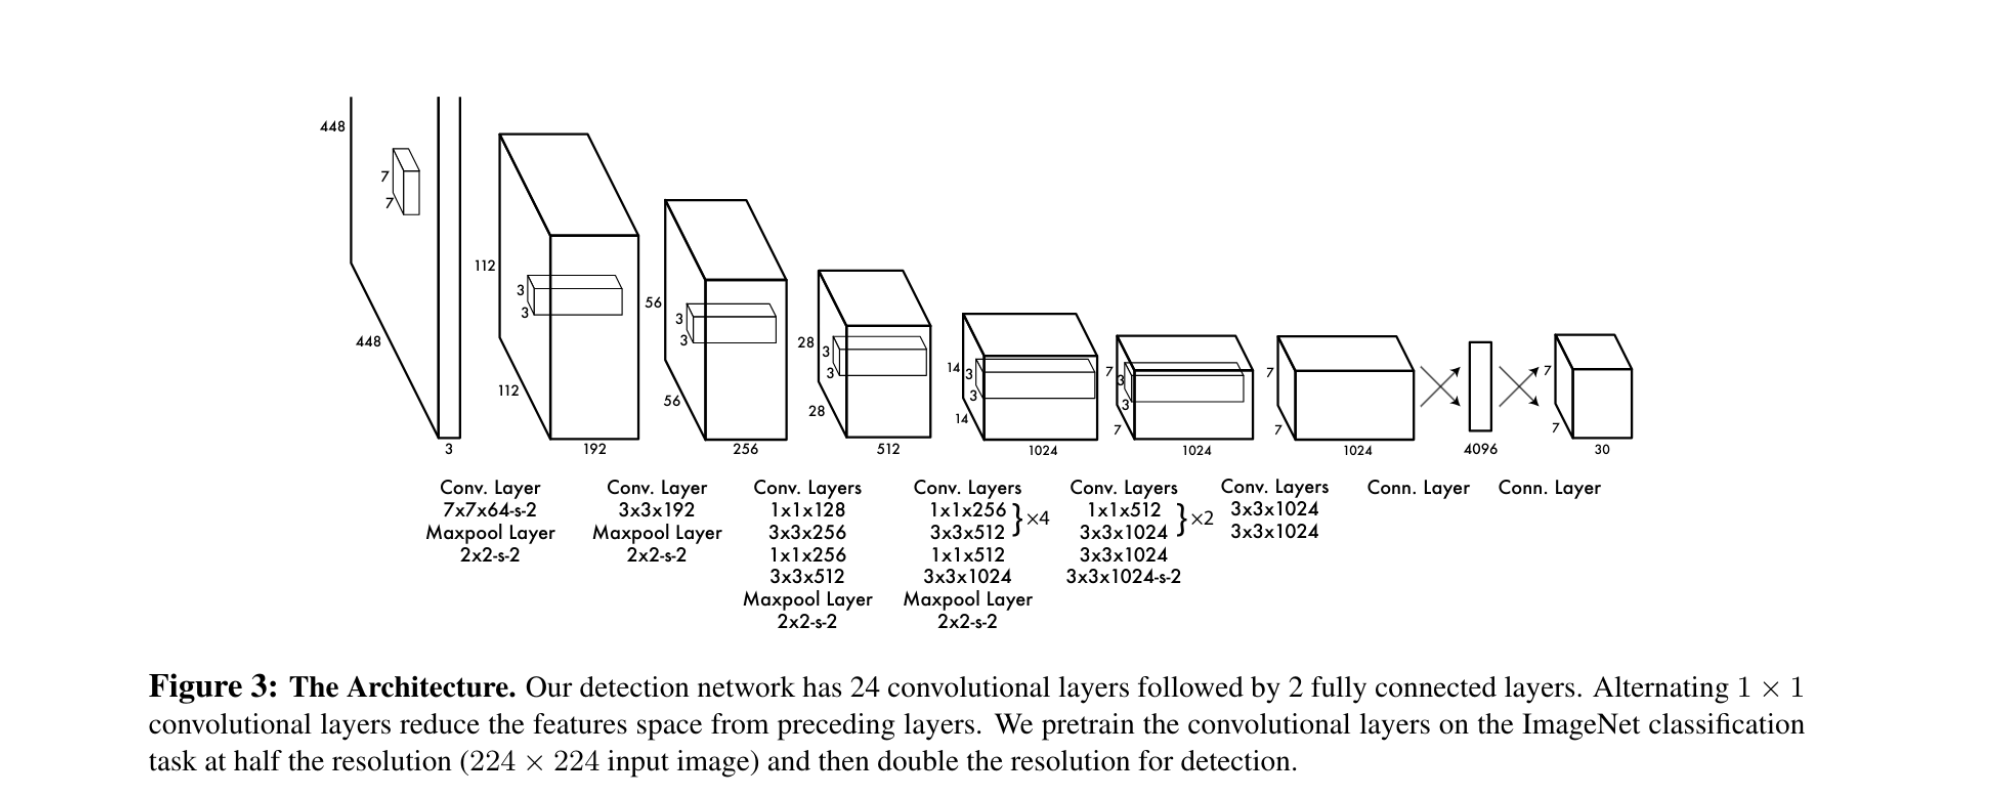 448
7
7
448
3
112
3
3
112
192
56
3
3
56
256
28
3
3
28
512
14
3
3
14
1024
7
3
3
7
1024
7
7
1024
4096
7
7
30
Conv. Layer
7x7x64-s-2
Maxpool Layer
2x2-s-2
Conv. Layer
3x3x192
Maxpool Layer
2x2-s-2
Conv. Layers
1x1x128
3x3x256
1x1x256
3x3x512
Maxpool Layer
2x2-s-2
Conv. Layers
1x1x256
3x3x512
}×4
1x1x512
3x3x1024
Maxpool Layer
2x2-s-2
Conv. Layers
1x1x512
3x3x1024
}×2
3x3x1024
3x3x1024-s-2
Conv. Layers
3x3x1024
3x3x1024
Conn. Layer
Conn. Layer
Figure 3: The Architecture. Our detection network has 24 convolutional layers followed by 2 fully connected layers. Alternating 1 × 1
convolutional layers reduce the features space from preceding layers. We pretrain the convolutional layers on the ImageNet classification
task at half the resolution (224 × 224 input image) and then double the resolution for detection.